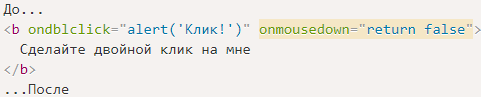 До...
<b ondblclick="alert('Клик!')" onmousedown="return false">
  Сделайте двойной клик на мне
</b>
...После